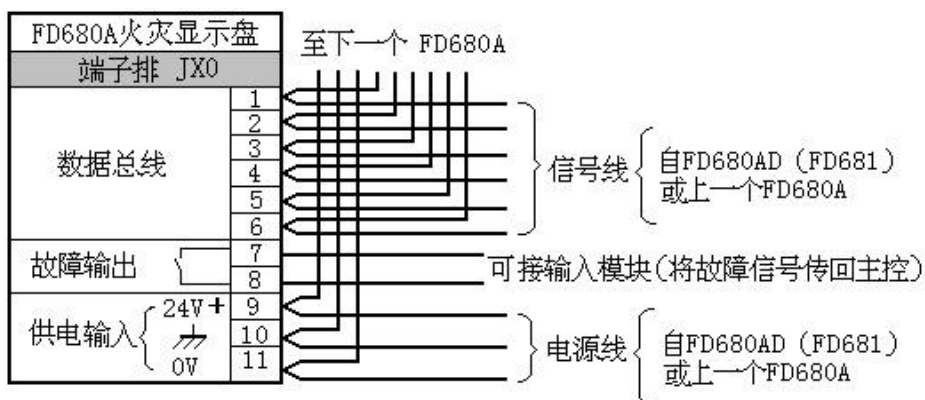 FD680A火灾显示盘
至下一个 FD680A
端子排 JX0
1
2
3
4
5
6
数据总线
信号线
自FD680AD (FD681)
或上一个FD680A
7
8
故障输出
可接输入模块(将故障信号传回主控)
9
10
11
供电输入
24V+
0V
电源线
自FD680AD (FD681)
或上一个FD680A